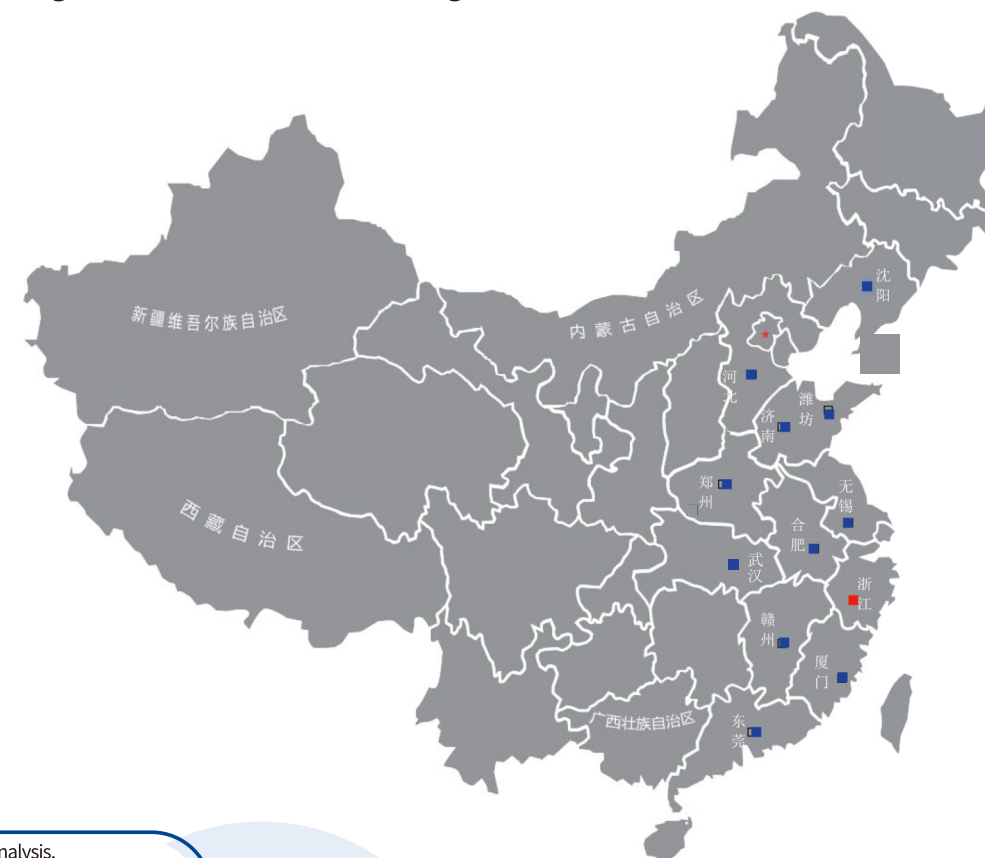 沈阳
新疆维吾尔族自治区
内蒙古自治区
河北
潍坊
济南
郑州
无锡
西藏自治区
合肥
武汉
浙江
赣州
厦门
广西壮族自治区
东莞
nalysis.